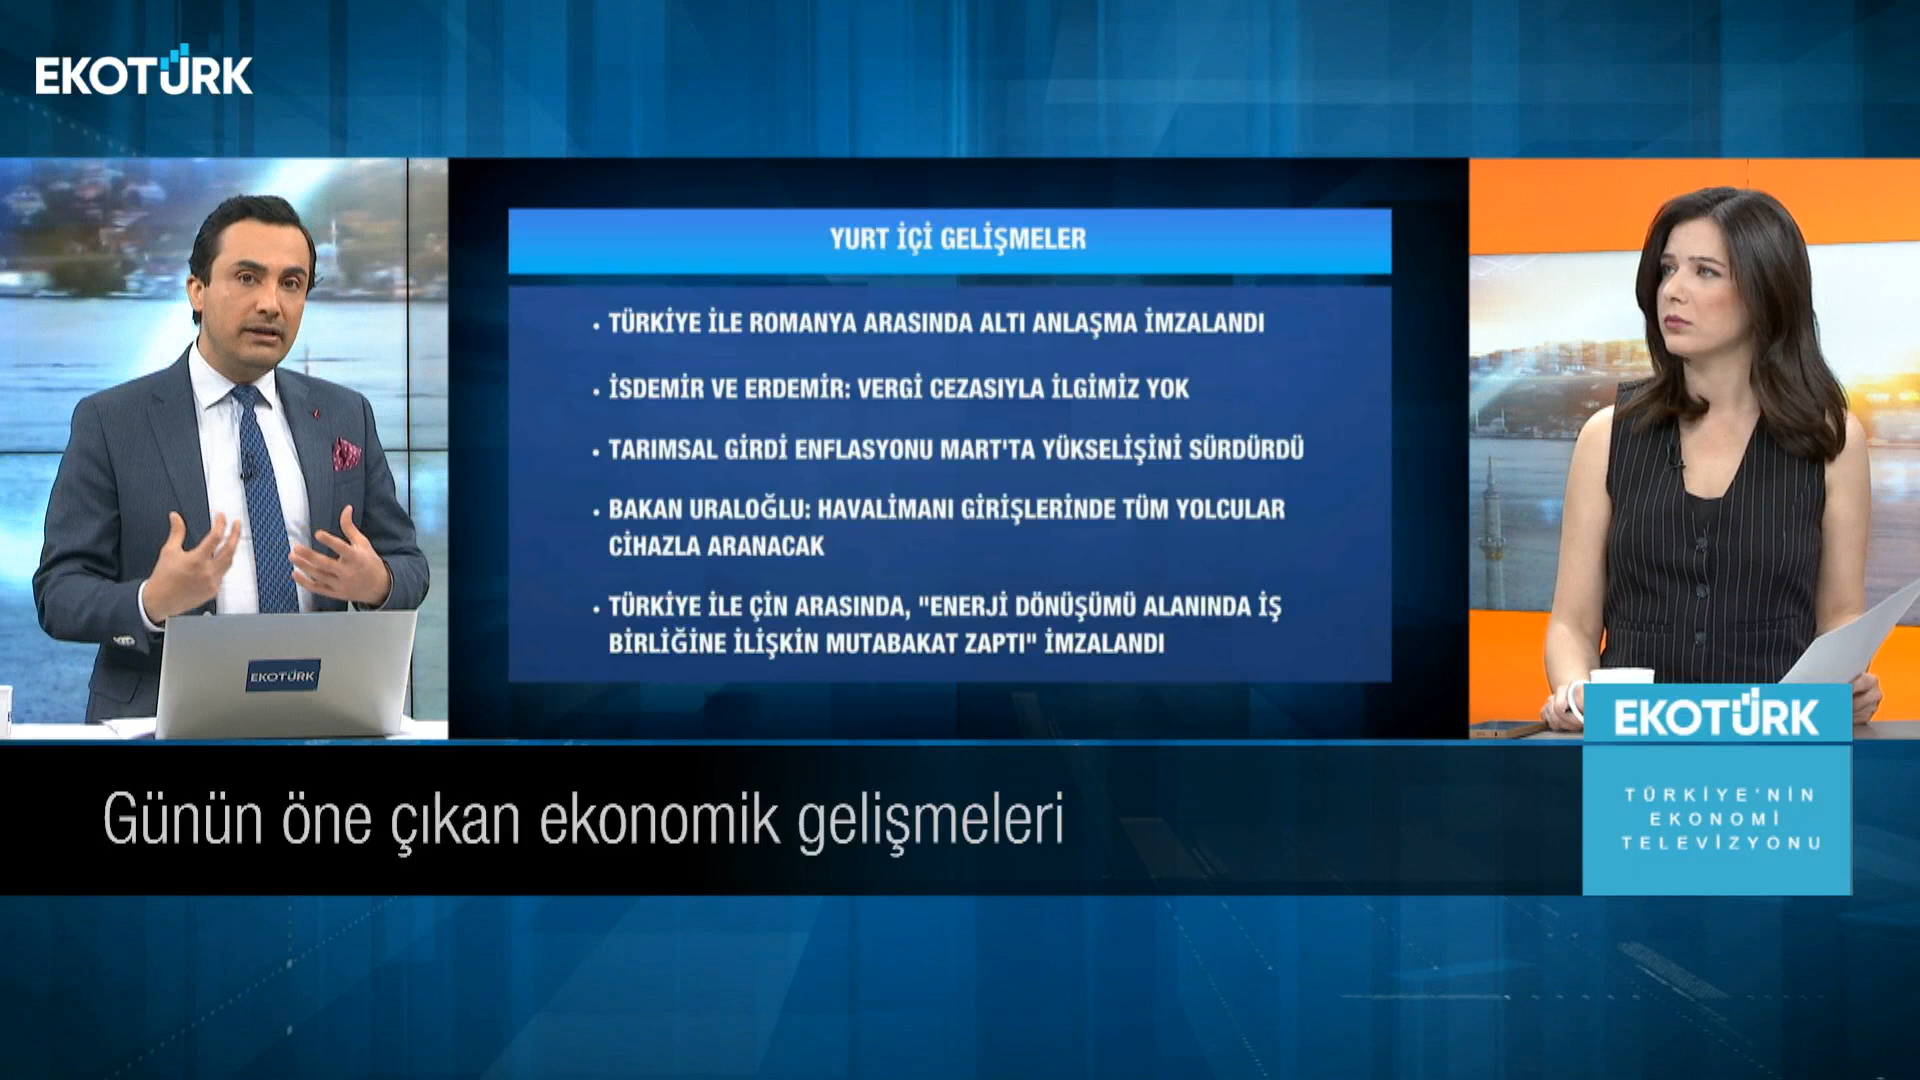 EKOTÜRK
YURT İÇİ GELİŞMELER
• TÜRKİYE İLE ROMANYA ARASINDA ALTI ANLAŞMA İMZALANDI
• İSDEMİR VE ERDEMİR: VERGİ CEZASIYLA İLGİMİZ YOK
• TARIMSAL GİRDİ ENFLASYONU MART'TA YÜKSELİŞİNİ SÜRDÜRDÜ
• BAKAN URALOĞLU: HAVALİMANI GİRİŞLERİNDE TÜM YOLCULAR
CİHAZLA ARANACAK
• TÜRKİYE İLE ÇİN ARASINDA, "ENERJİ DÖNÜŞÜMÜ ALANINDA İŞ
BİRLİĞİNE İLİŞKİN MUTABAKAT ZAPTI" İMZALANDI
EKOTÜRK
EKOTÜRK
Günün öne çıkan ekonomik gelişmeleri
TÜRKİYE'NİN
EKONOMİ
TELEVİZYONU